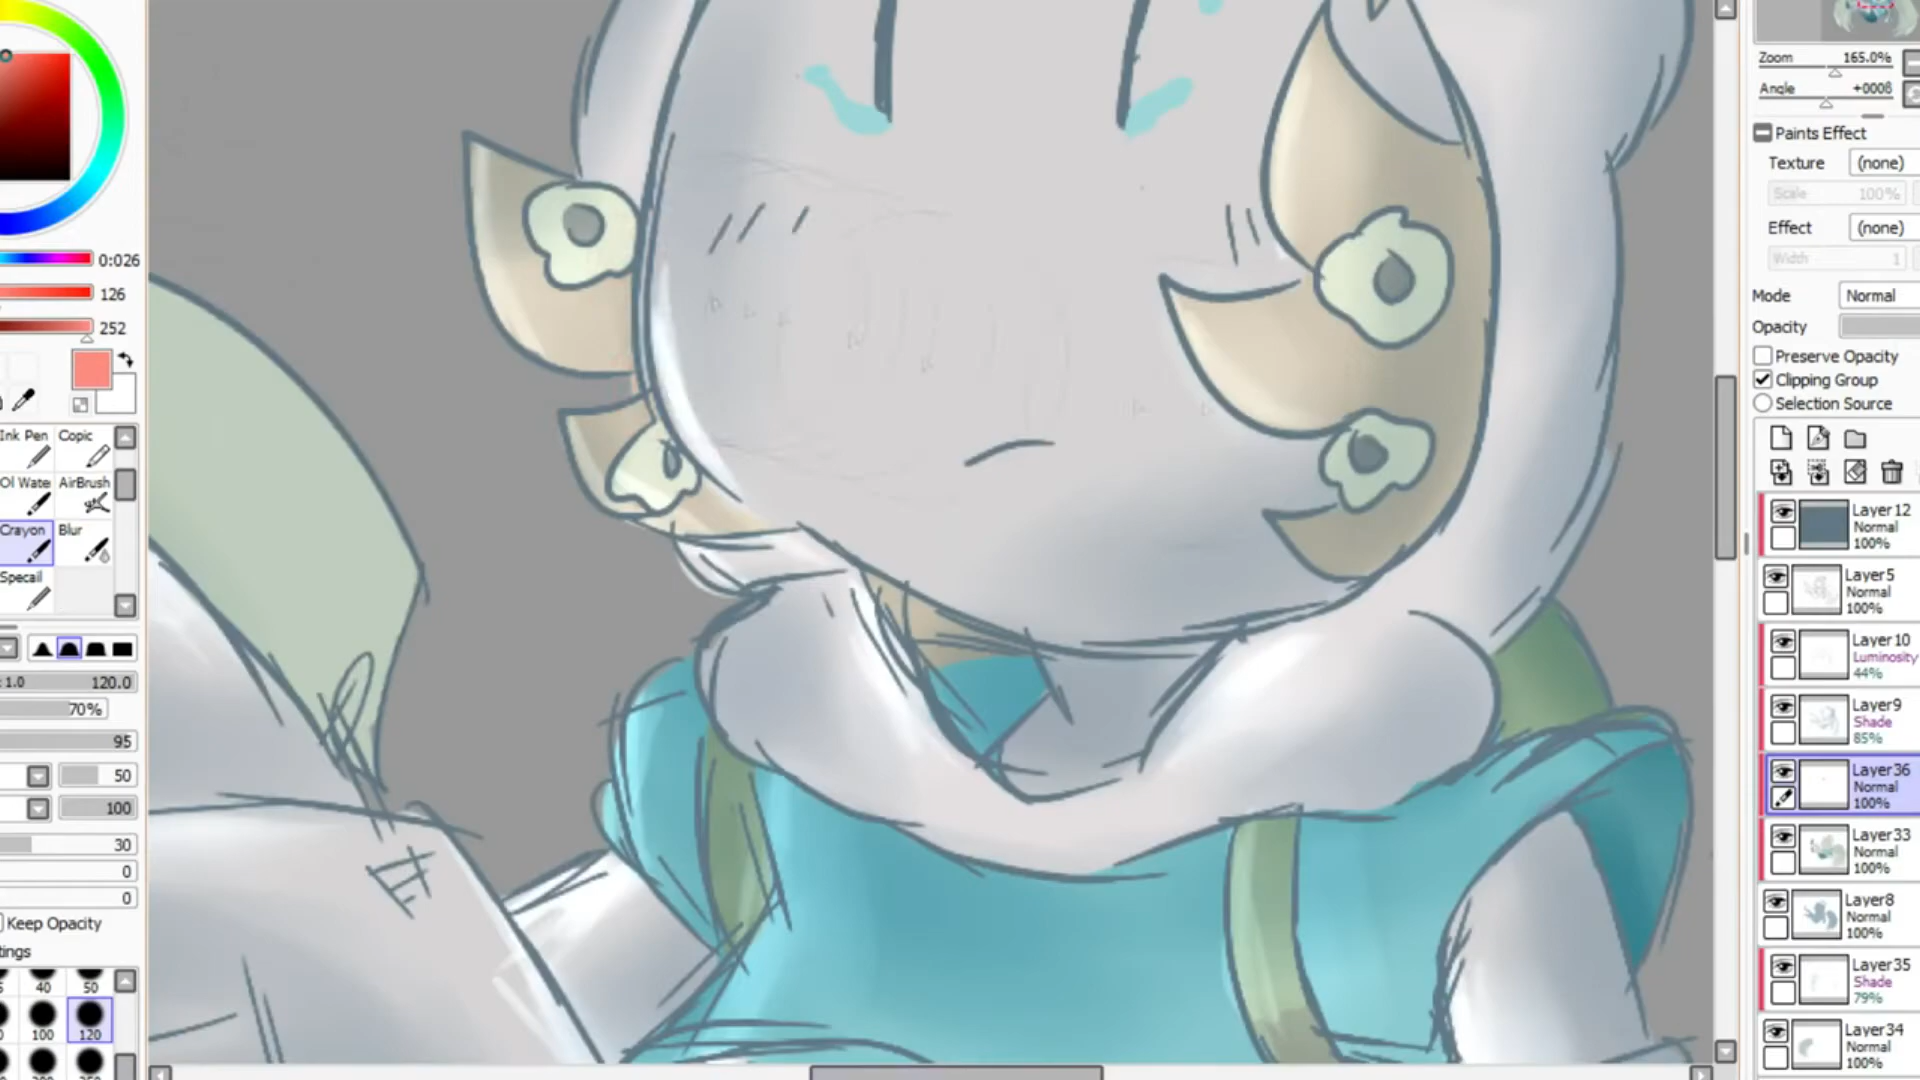 Zoom 165.0%
Angle +0008
Paints Effect
Texture (none)
Scale 100%
Effect (none)
Width 1
Mode Normal
Opacity
Preserve Opacity
Clipping Group
Selection Source
0:026
126
252
Ink Pen Copic
Ol Wate AirBrush
Crayon Blur
Specail
: 1.0 120.0
70%
95
50
100
30
0
0
Keep Opacity
tings
40 50
100 120
Layer12
Normal
100%
Layer5
Normal
100%
Layer10
Luminosity
44%
Layer9
Shade
85%
Layer36
Normal
100%
Layer33
Normal
100%
Layer8
Normal
100%
Layer35
Shade
79%
Layer34
Normal
100%